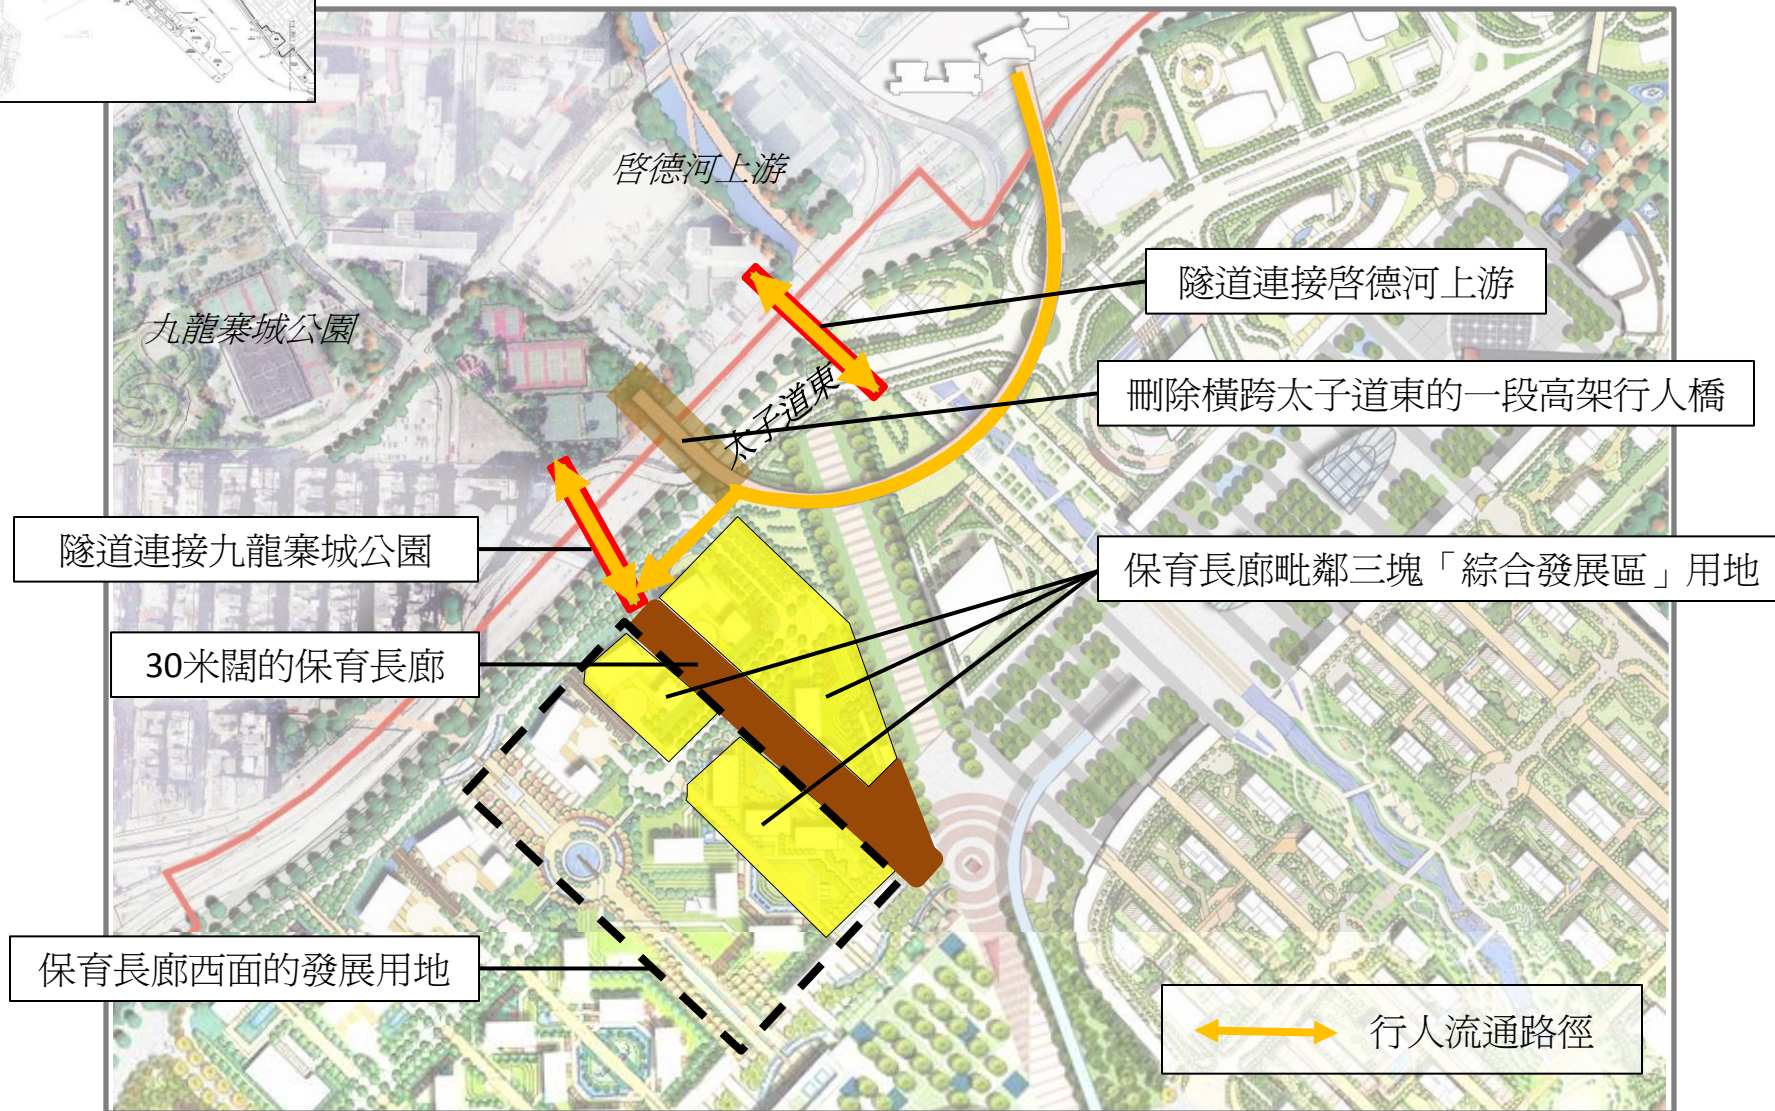 啓德河上游
九龍寨城公園
太子道東
隧道連接啓德河上游
刪除橫跨太子道東的一段高架行人橋
隧道連接九龍寨城公園
保育長廊毗鄰三塊「綜合發展區」用地
30米闊的保育長廊
保育長廊西面的發展用地
行人流通路徑